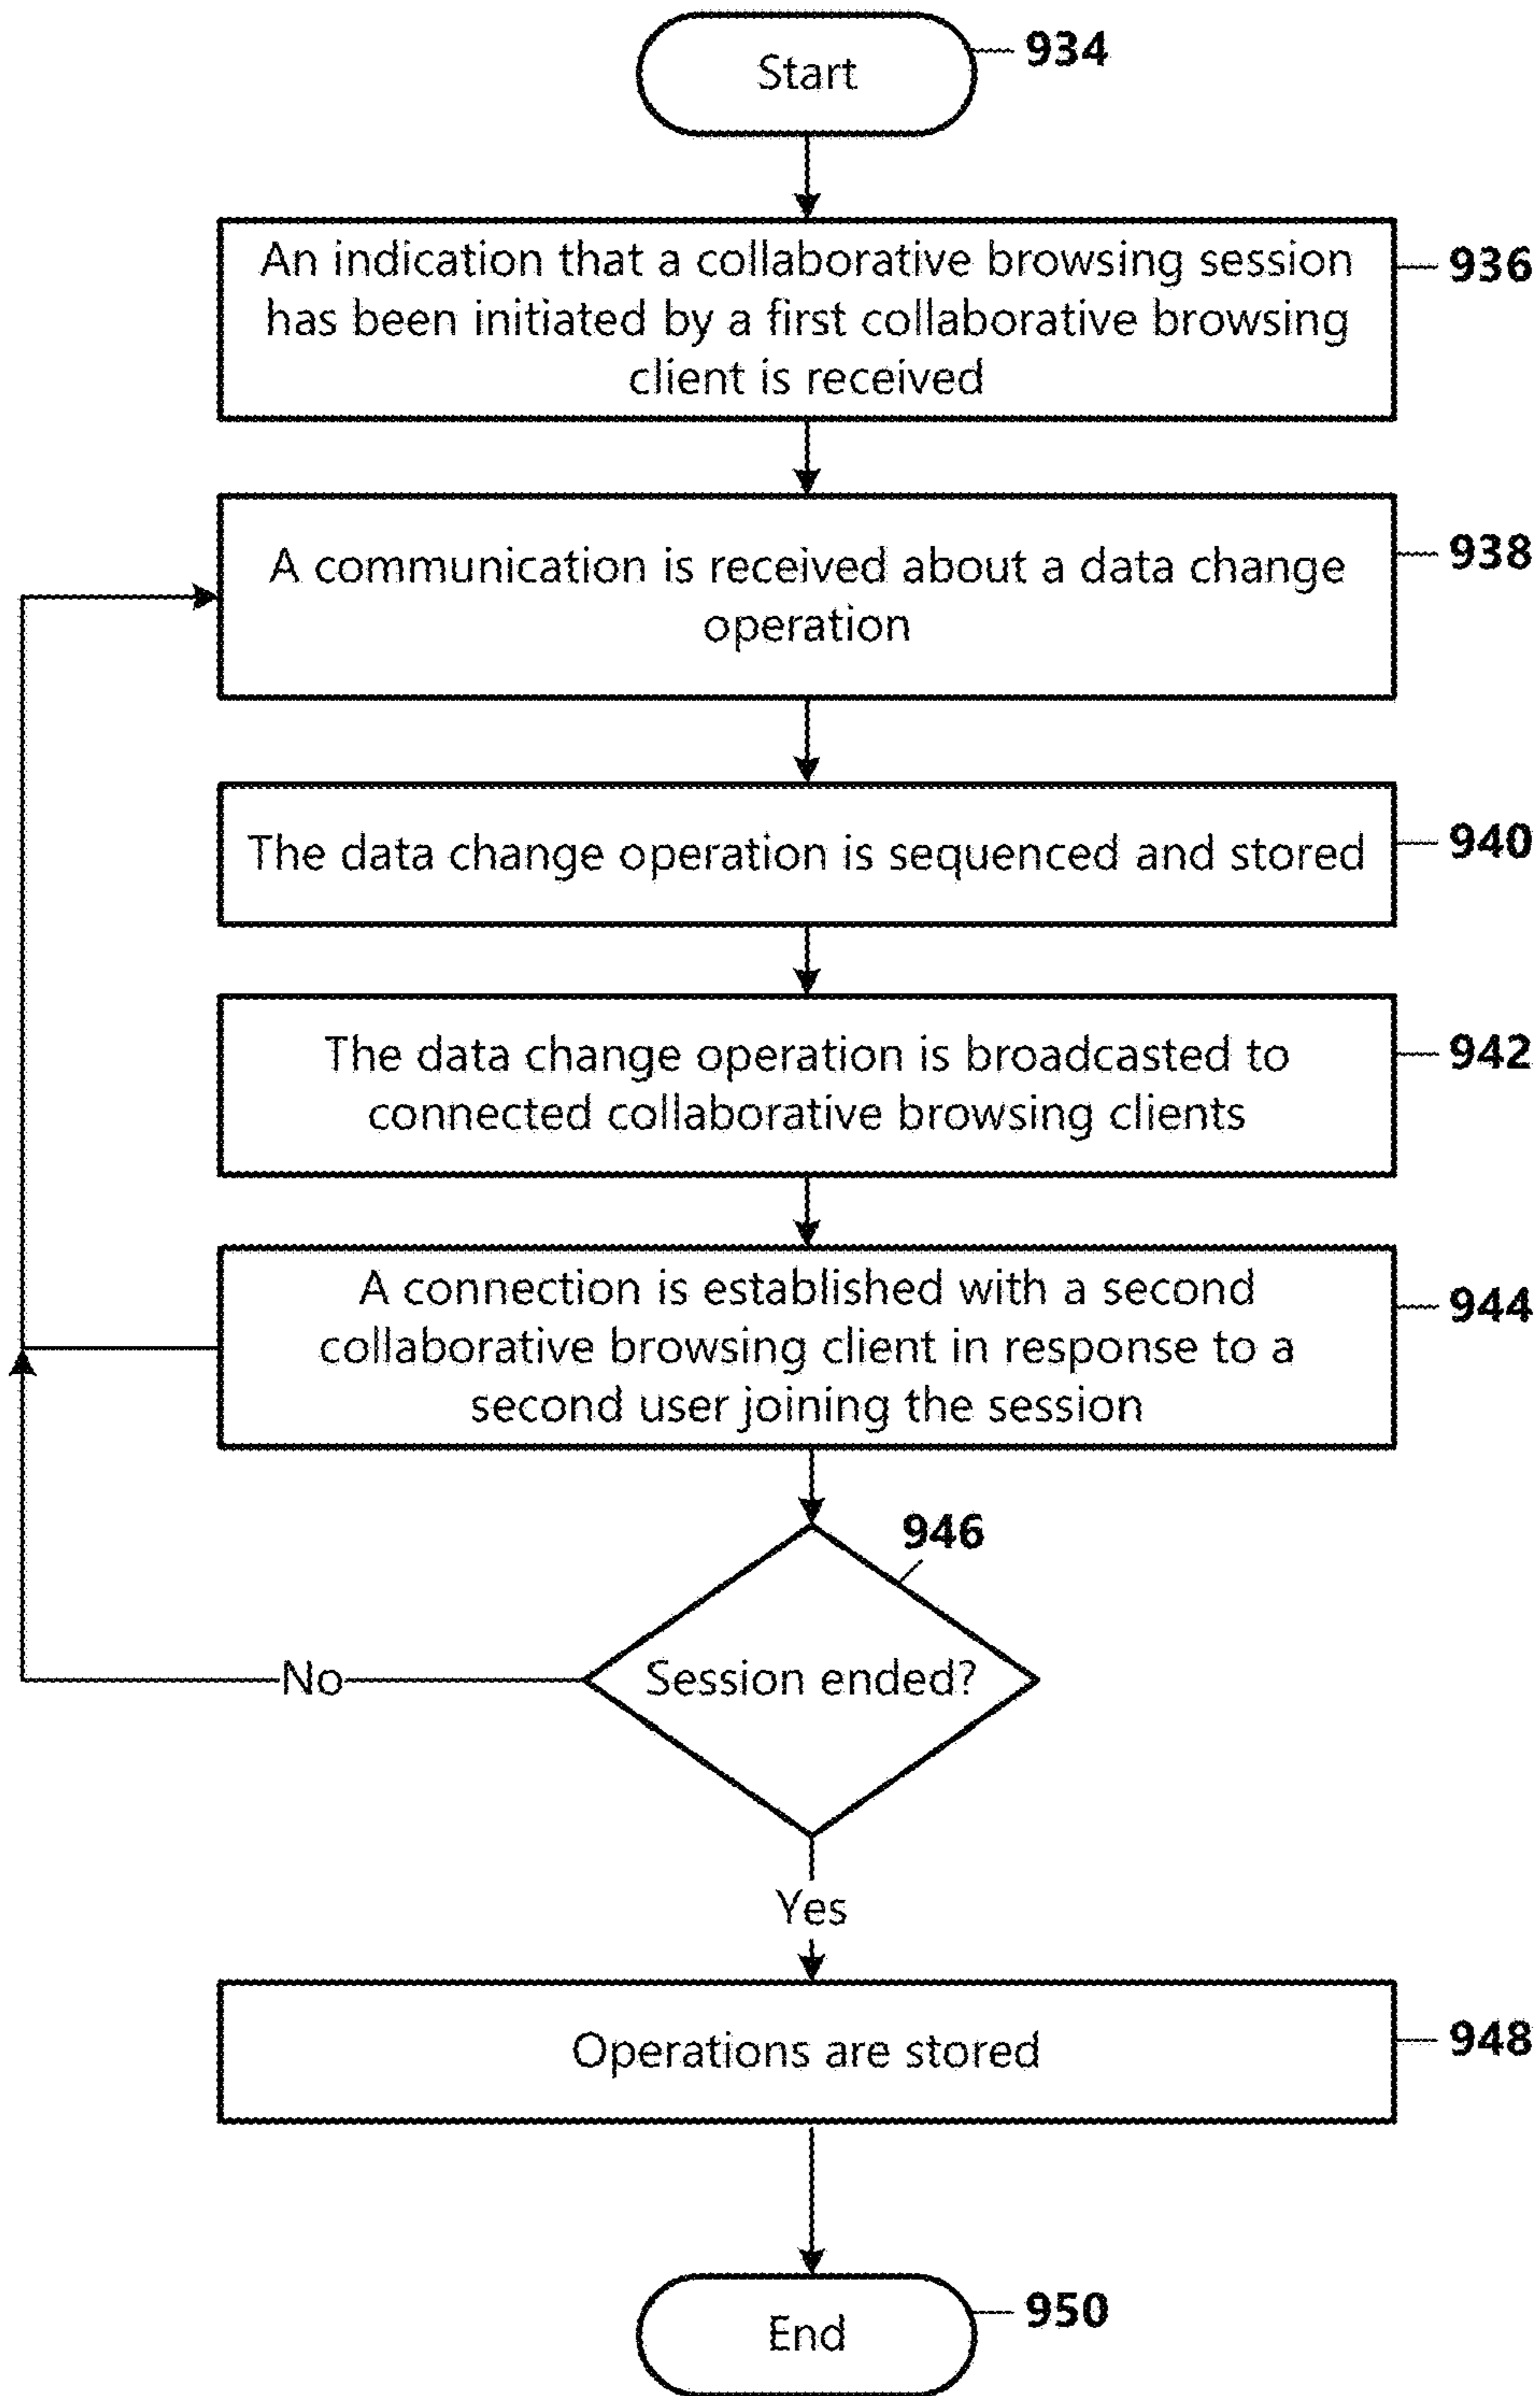 Start
934
An indication that a collaborative browsing session
936
has been initiated by a first collaborative browsing
client is received
A communication is received about a data change
938
operation
The data change operation is sequenced and stored
940
The data change operation is broadcasted to
942
connected collaborative browsing clients
A connection is established with a second
944
collaborative browsing client in response to a
second user joining the session
946
Session ended?
No
Yes
Operations are stored
948
End
950